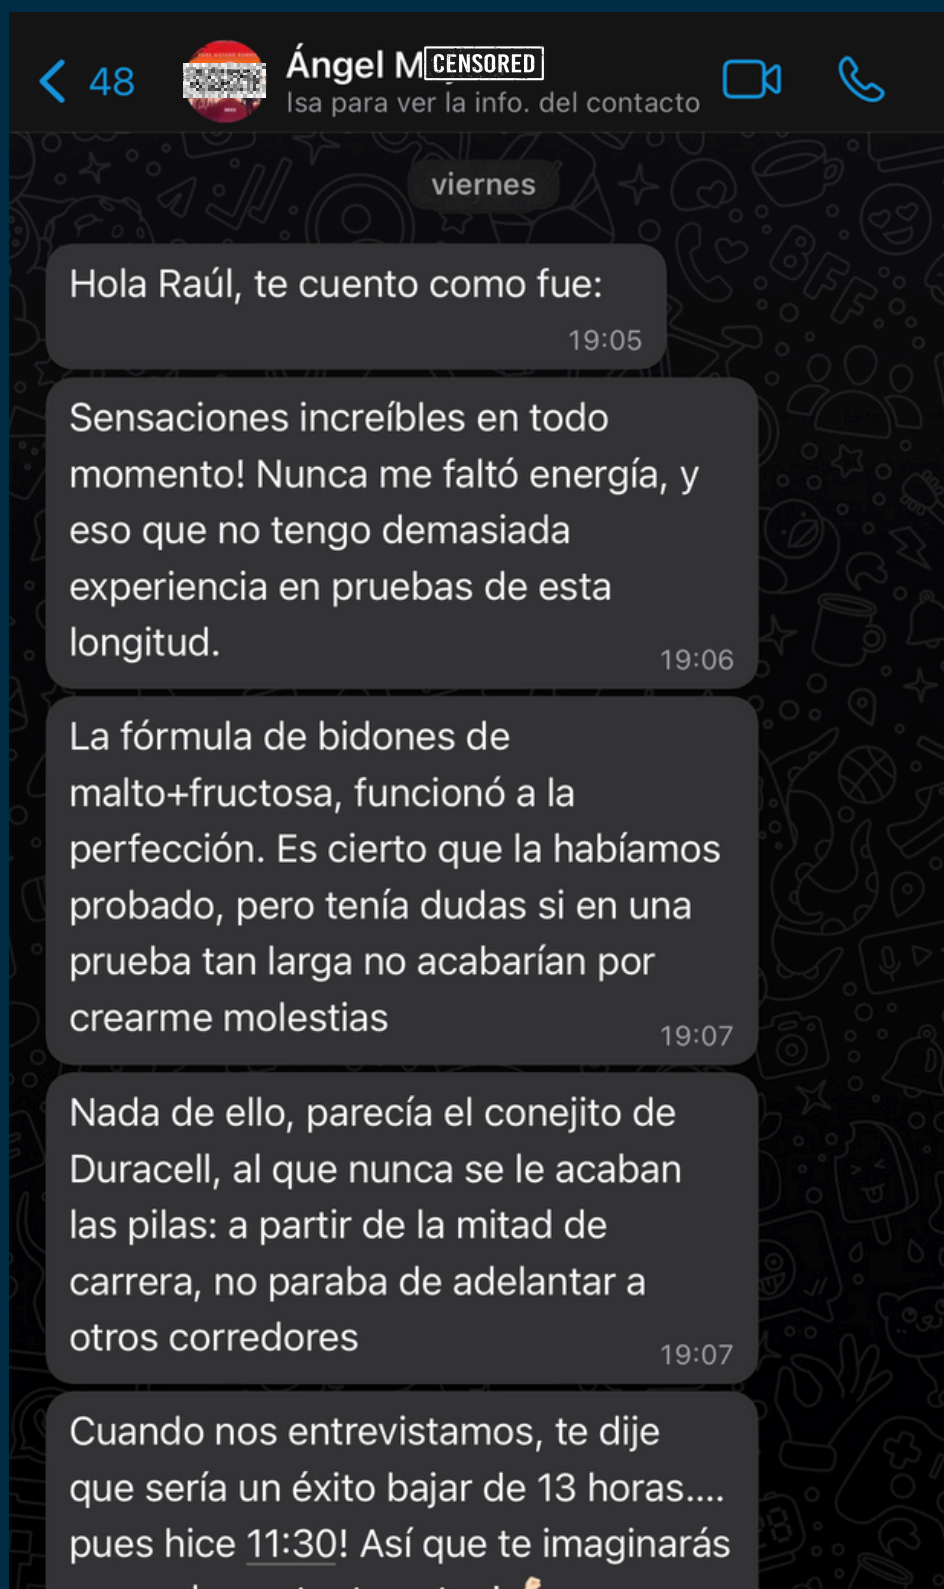 48
Ángel M
CENSORED
Isa para ver la info. del contacto
viernes
Hola Raúl, te cuento como fue:
19:05
Sensaciones increíbles en todo
momento! Nunca me faltó energía, y
eso que no tengo demasiada
experiencia en pruebas de esta
longitud.
19:06
La fórmula de bidones de
malto+fructosa, funcionó a la
perfección. Es cierto que la habíamos
probado, pero tenía dudas si en una
prueba tan larga no acabarían por
crearme molestias
19:07
Nada de ello, parecía el conejito de
Duracell, al que nunca se le acaban
las pilas: a partir de la mitad de
carrera, no paraba de adelantar a
otros corredores
19:07
Cuando nos entrevistamos, te dije
que sería un éxito bajar de 13 horas....
pues hice 11:30! Así que te imaginarás